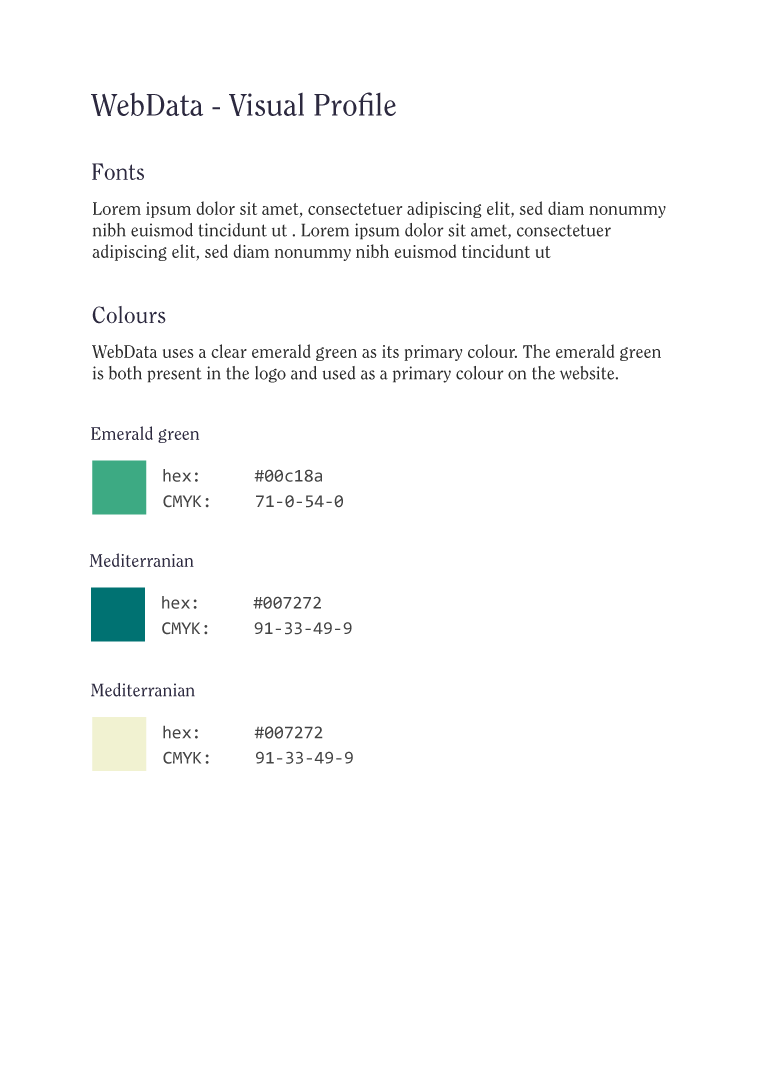 WebData - Visual Profile
Fonts
Lorem ipsum dolor sit amet, consectetuer adipiscing elit, sed diam nonummy
nibh euismod tincidunt ut . Lorem ipsum dolor sit amet, consectetuer
adipiscing elit, sed diam nonummy nibh euismod tincidunt ut
Colours
WebData uses a clear emerald green as its primary colour. The emerald green
is both present in the logo and used as a primary colour on the website.
Emerald green
hex: #00c18a
CMYK: 71-0-54-0
Mediterranian
hex: #007272
CMYK: 91-33-49-9
Mediterranian
hex: #007272
CMYK: 91-33-49-9